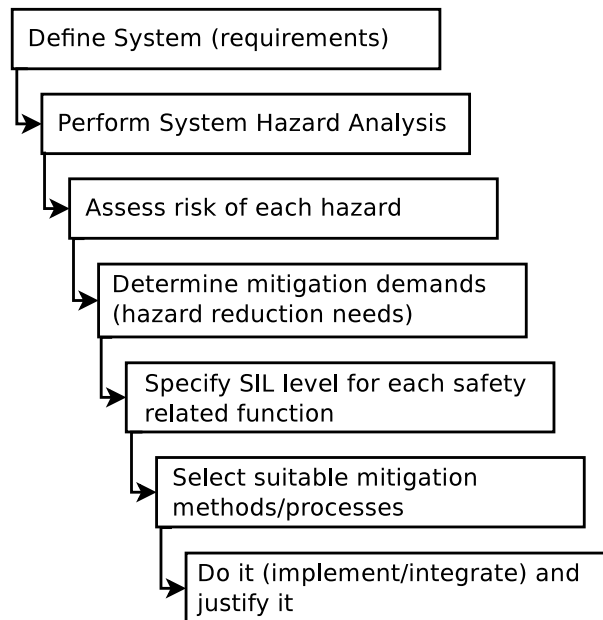 Define System (requirements)
Perform System Hazard Analysis
Assess risk of each hazard
Determine mitigation demands
(hazard reduction needs)
Specify SIL level for each safety
related function
Select suitable mitigation
methods/processes
Do it (implement/integrate) and
justify it